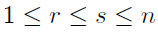 1 ≤ r ≤ s ≤ n